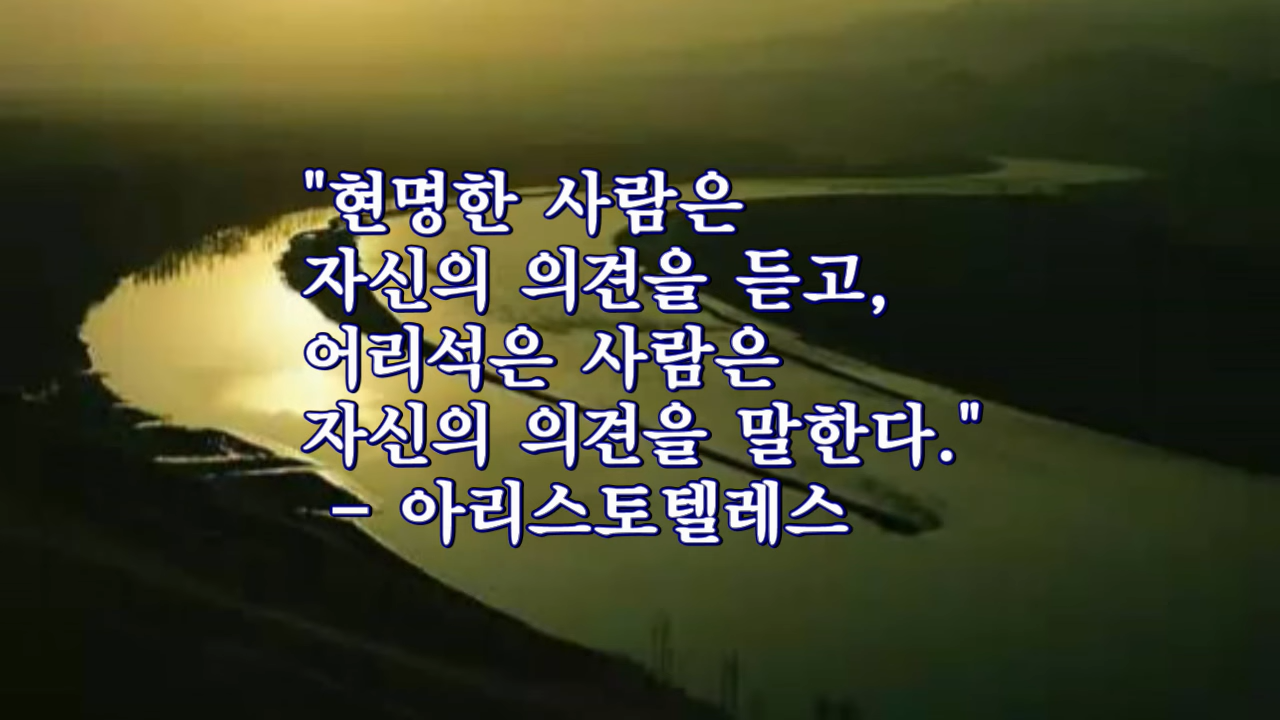 "현명한 사람은
자신의 의견을 듣고,
어리석은 사람은
자신의 의견을 말한다."
- 아리스토텔레스